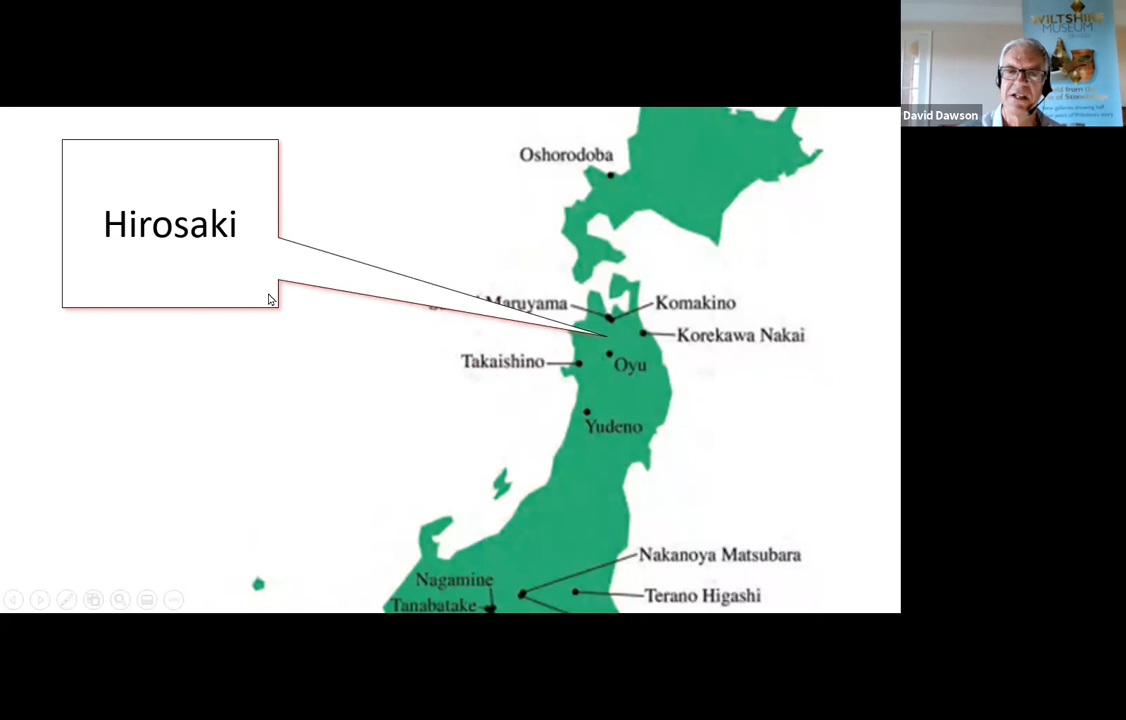 WILTSHIRE
MUSEUM
David Dawson
Oshorodoba
Hirosaki
Maruyama
Komakino
Korekawa Nakai
Takaishino
Oyu
Yudeno
Nakanoya Matsubara
Nagamine
Terano Higashi
Tanabatake